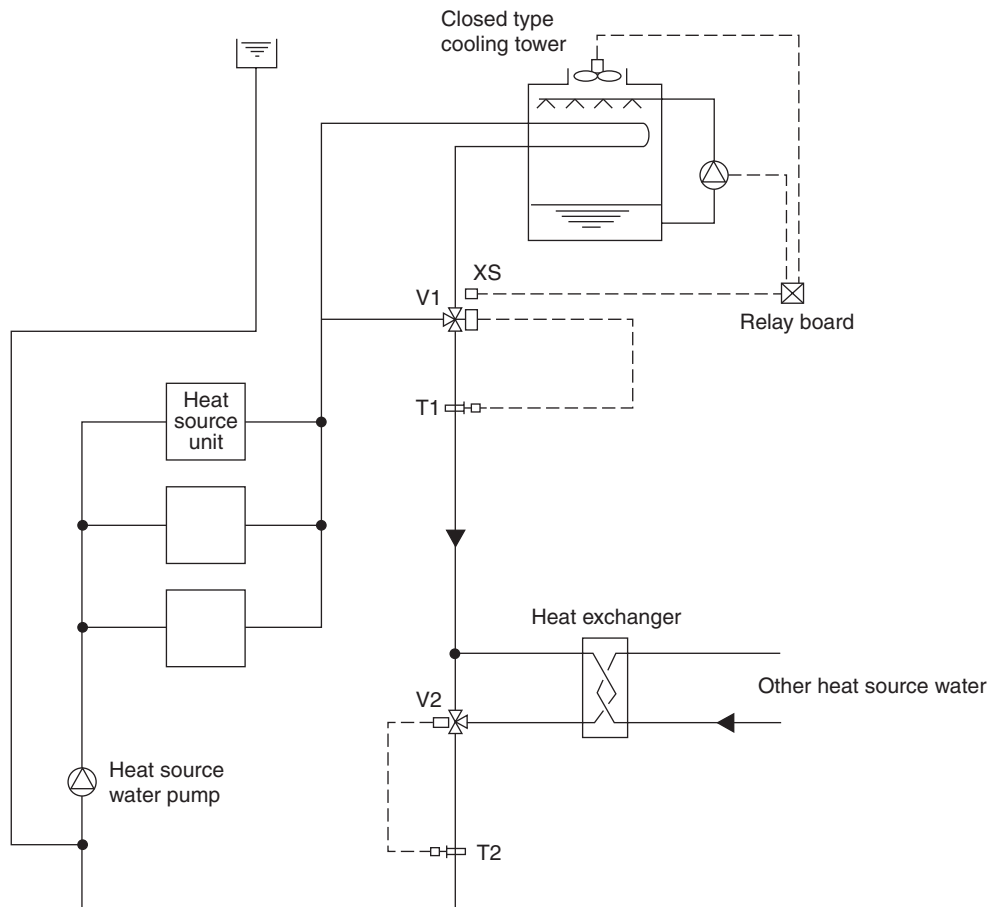 Closed type
cooling tower
XS
V1
Relay board
T1
Heat
source
unit
Heat exchanger
Other heat source water
V2
Heat source
water pump
T2